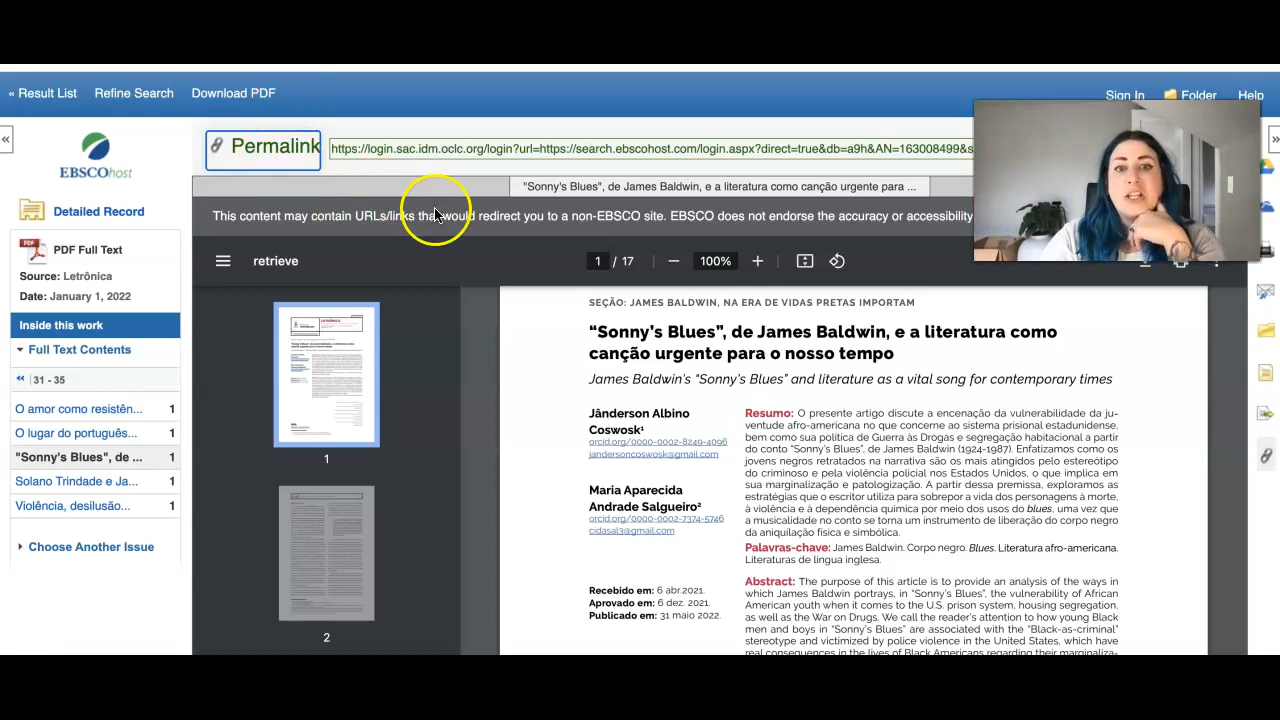 « Result List Refine Search Download PDF
Sign In Folder Help
EBSCOhost
Permalink
https://login.sac.idm.oclc.org/login?url=https://search.ebscohost.com/login.aspx?direct=true&db=a9h&AN=163008499&s
"Sonny's Blues", de James Baldwin, e a literatura como canção urgente para ...
This content may contain URLs/links that would redirect you to a non-EBSCO site. EBSCO does not endorse the accuracy or accessibility
Detailed Record
PDF Full Text
Source: Letrônica
Date: January 1, 2022
Inside this work
Full Text Contents
« 31 - 35
O amor como resistên... 1
O lugar do português... 1
"Sonny's Blues", de ... 1
Solano Trindade e Ja... 1
Violência, desilusão... 1
Choose Another Issue
retrieve
1 / 17
100%
1
2
SEÇÃO: JAMES BALDWIN, NA ERA DE VIDAS PRETAS IMPORTAM
“Sonny’s Blues”, de James Baldwin, e a literatura como
canção urgente para o nosso tempo
James Baldwin’s “Sonny’s Blues” and literature as a vital song for contemporary times
Jânderson Albino
Coswosk¹
orcid.org/0000-0002-8249-4096
jandersoncoswosk@gmail.com
Maria Aparecida
Andrade Salgueiro²
orcid.org/0000-0002-7374-5746
cidasal3@gmail.com
Recebido em: 6 abr.2021.
Aprovado em: 6 dez. 2021.
Publicado em: 31 maio 2022.
Resumo: O presente artigo discute a encenação da vulnerabilidade da ju-
ventude afro-americana no que concerne ao sistema prisional estadunidense,
bem como sua política de Guerra às Drogas e segregação habitacional a partir
do conto “Sonny’s Blues”, de James Baldwin (1924-1987). Enfatizamos como os
jovens negros retratados na narrativa são os mais atingidos pelo estereótipo
do criminoso e pela violência policial nos Estados Unidos, o que implica em
sua marginalização e patologização. A partir dessa premissa, exploramos as
estratégias que o escritor utiliza para sobrepor a vida dos personagens à morte,
à violência e à dependência química por meio dos usos do blues, uma vez que
a musicalidade no conto se torna um instrumento de liberação do corpo negro
da aniquilação física e simbólica.
Palavras-chave: James Baldwin. Corpo negro. Blues. Literatura afro-americana.
Literaturas de língua inglesa.
Abstract: The purpose of this article is to provide an analysis of the ways in
which James Baldwin portrays, in “Sonny’s Blues”, the vulnerability of African
American youth when it comes to the U.S. prison system, housing segregation,
as well as the War on Drugs. We call the reader’s attention to how young Black
men and boys in “Sonny’s Blues” are associated with the “Black-as-criminal”
stereotype and victimized by police violence in the United States, which have
real consequences in the lives of Black Americans regarding their marginaliza-